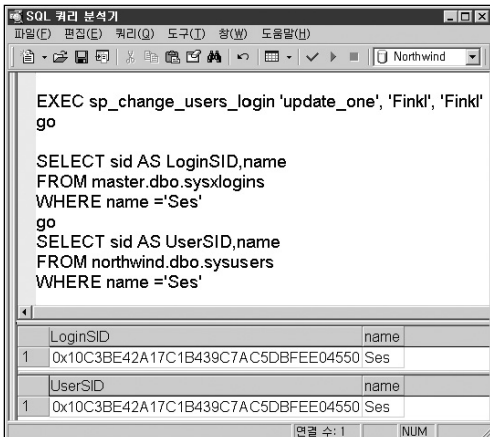 SQL 쿼리 분석기
파일(F) 편집(E) 쿼리(Q) 도구(T) 창(W) 도움말(H)
Northwind
EXEC sp_change_users_login 'update_one', 'Finkl', 'Finkl'
go
SELECT sid AS LoginSID,name
FROM master.dbo.sysxlogins
WHERE name ='Ses'
go
SELECT sid AS UserSID,name
FROM northwind.dbo.sysusers
WHERE name ='Ses'
LoginSID name
1 0x10C3BE42A17C1B439C7AC5DBFEE04550 Ses
UserSID name
1 0x10C3BE42A17C1B439C7AC5DBFEE04550 Ses
연결 수: 1 NUM